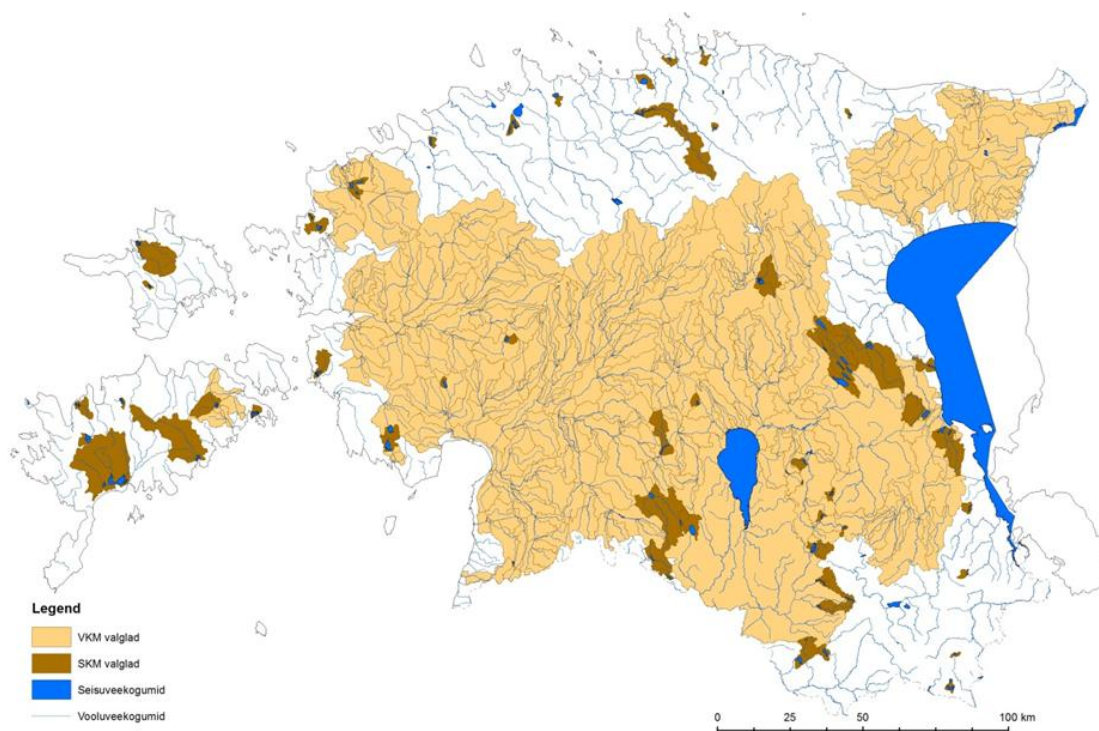 Legend
VKM valglad
SKM valglad
Seisuveekogumid
Vooluveekogumid
0 25 50 100 km